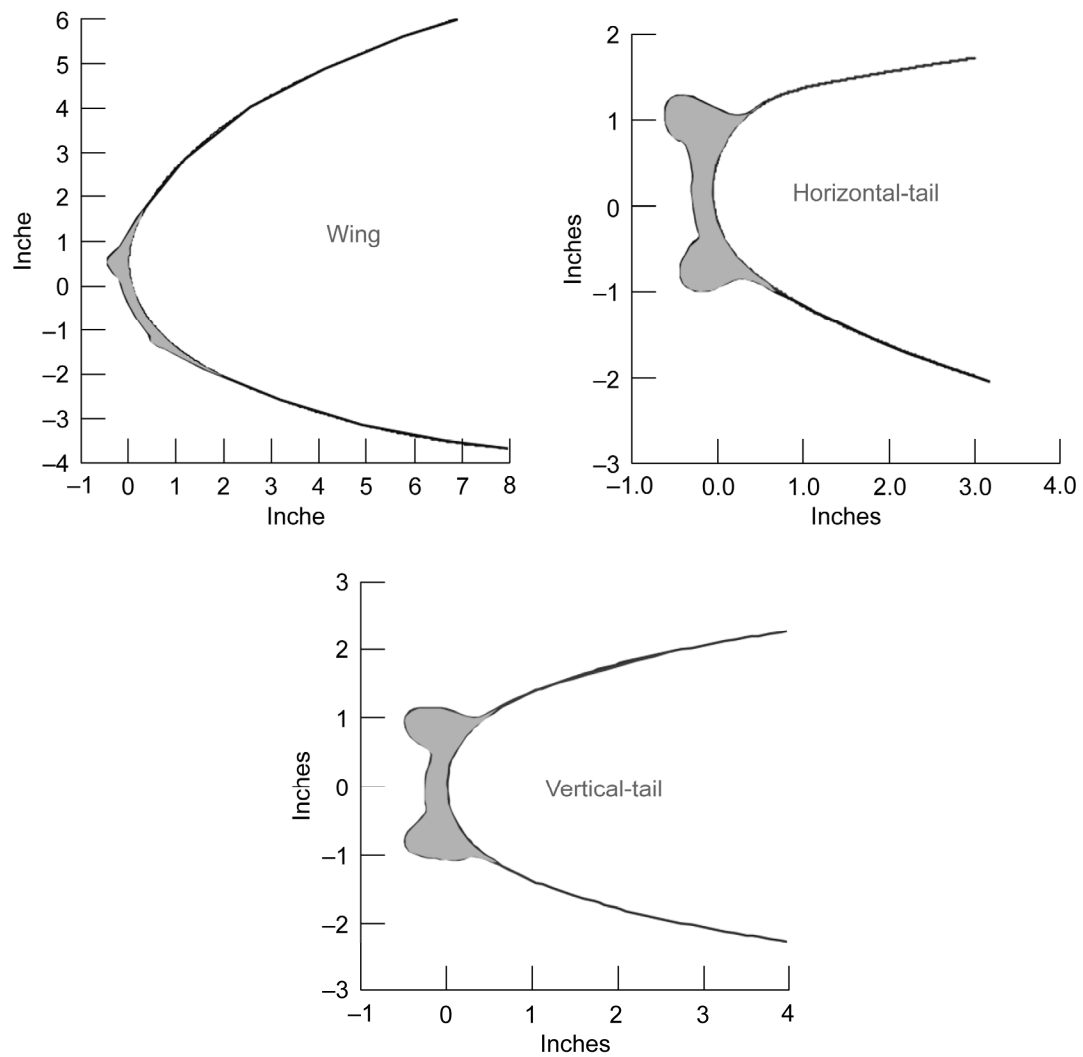 6
5
4
3
2
1
0
–1
–2
–3
–4
Inche
Wing
–1 0 1 2 3 4 5 6 7 8
Inche
2
1
0
–1
–2
–3
Inches
Horizontal-tail
–1.0 0.0 1.0 2.0 3.0 4.0
Inches
3
2
1
0
–1
–2
–3
Inches
Vertical-tail
–1 0 1 2 3 4
Inches